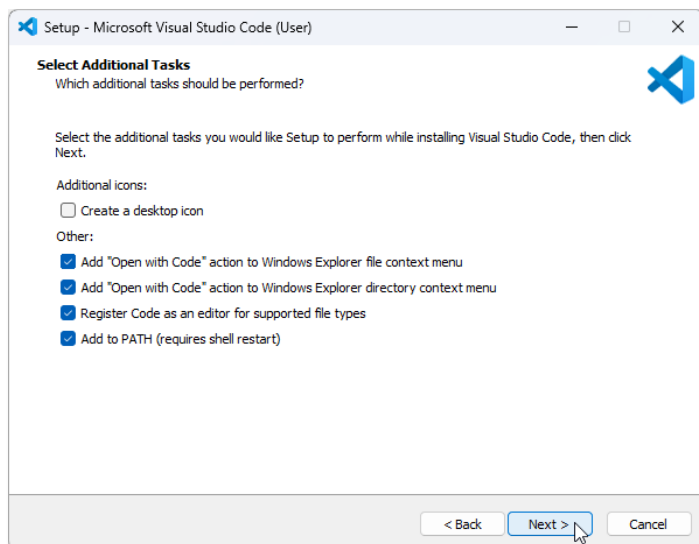 Setup - Microsoft Visual Studio Code (User)
Select Additional Tasks
Which additional tasks should be performed?
Select the additional tasks you would like Setup to perform while installing Visual Studio Code, then click
Next.
Additional icons:
Create a desktop icon
Other:
Add "Open with Code" action to Windows Explorer file context menu
Add "Open with Code" action to Windows Explorer directory context menu
Register Code as an editor for supported file types
Add to PATH (requires shell restart)
< Back
Next >
Cancel